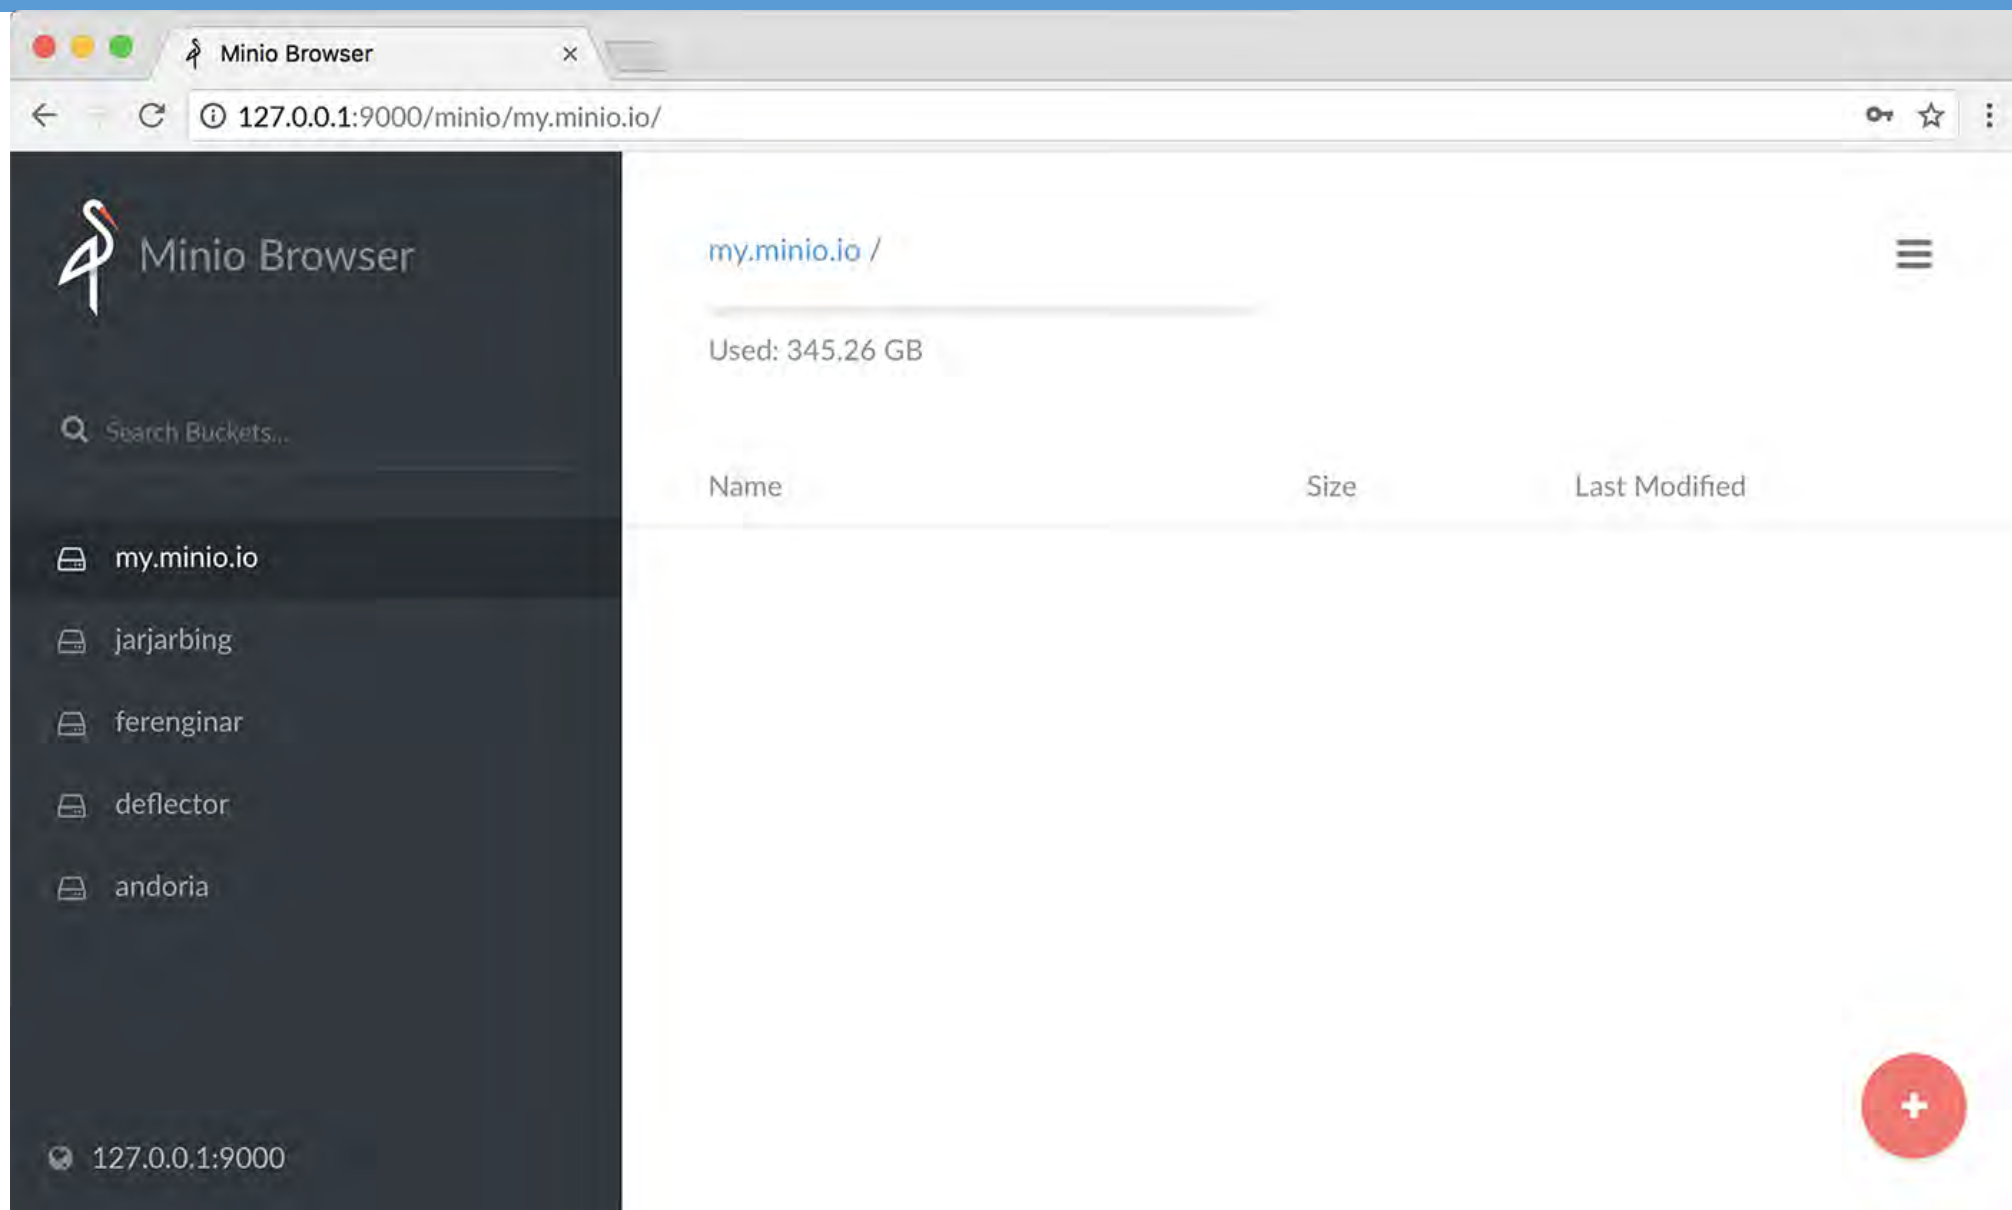 Minio Browser
127.0.0.1:9000/minio/my.minio.io/
Minio Browser
Search Buckets...
my.minio.io
jarjarbing
ferenginar
deflector
andoria
127.0.0.1:9000
my.minio.io /
Used: 345.26 GB
Name Size Last Modified